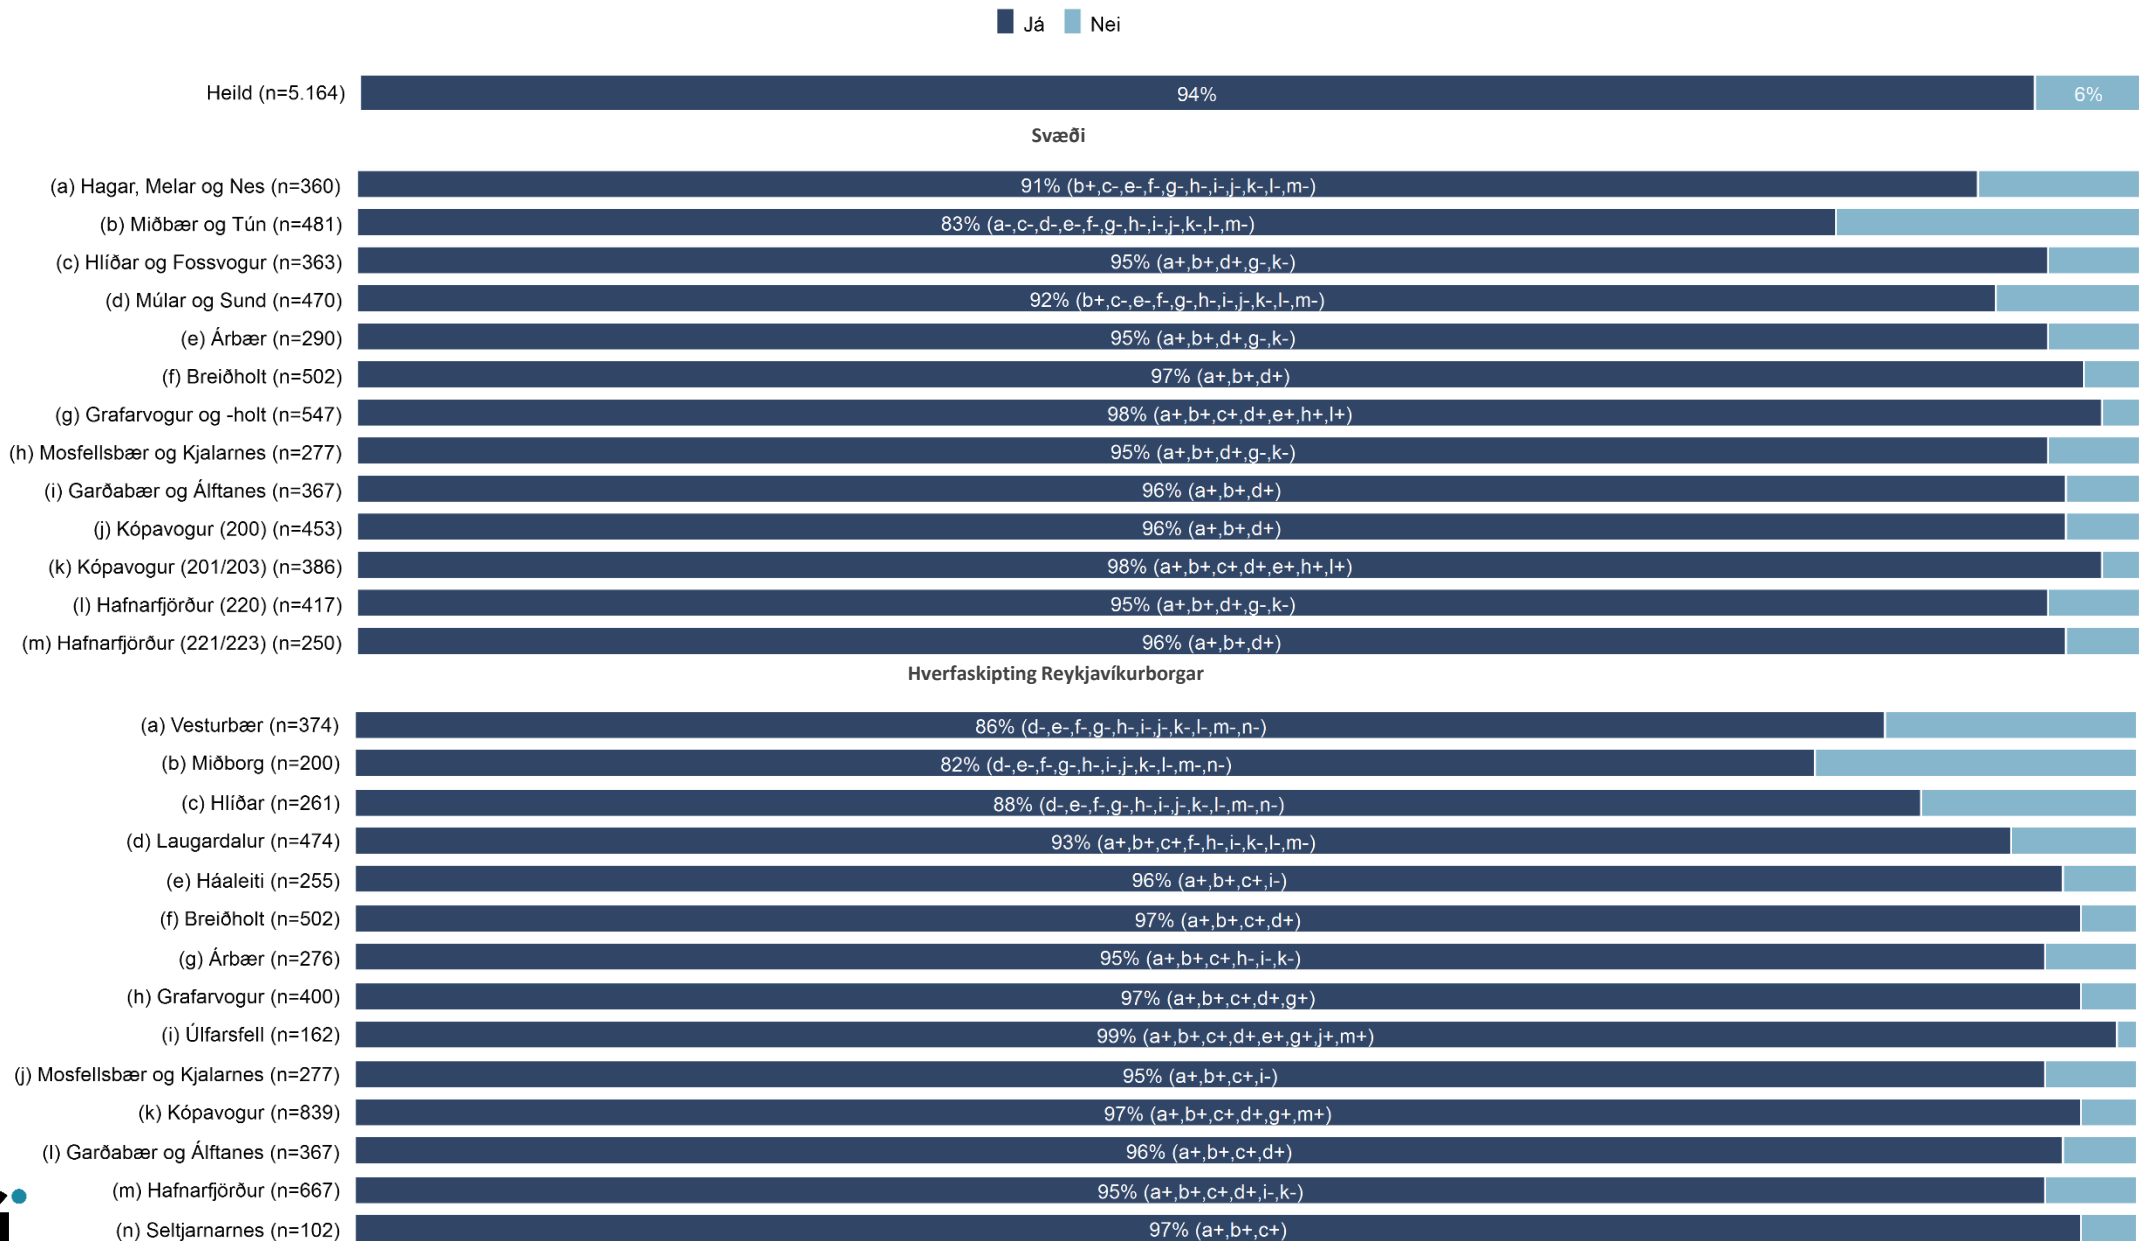 Já Nei
Heild (n=5.164) 94% 6%
Svæði
(a) Hagar, Melar og Nes (n=360) 91% (b+,c-,e-,f-,g-,h-,i-,j-,k-,l-,m-)
(b) Miðbær og Tún (n=481) 83% (a-,c-,d-,e-,f-,g-,h-,i-,j-,k-,l-,m-)
(c) Hlíðar og Fossvogur (n=363) 95% (a+,b+,d+,g-,k-)
(d) Múlar og Sund (n=470) 92% (b+,c-,e-,f-,g-,h-,i-,j-,k-,l-,m-)
(e) Árbær (n=290) 95% (a+,b+,d+,g-,k-)
(f) Breiðholt (n=502) 97% (a+,b+,d+)
(g) Grafarvogur og -holt (n=547) 98% (a+,b+,c+,d+,e+,h+,l+)
(h) Mosfellsbær og Kjalarnes (n=277) 95% (a+,b+,d+,g-,k-)
(i) Garðabær og Álftanes (n=367) 96% (a+,b+,d+)
(j) Kópavogur (200) (n=453) 96% (a+,b+,d+)
(k) Kópavogur (201/203) (n=386) 98% (a+,b+,c+,d+,e+,h+,l+)
(l) Hafnarfjörður (220) (n=417) 95% (a+,b+,d+,g-,k-)
(m) Hafnarfjörður (221/223) (n=250) 96% (a+,b+,d+)
Hverfaskipting Reykjavíkurborgar
(a) Vesturbær (n=374) 86% (d-,e-,f-,g-,h-,i-,j-,k-,l-,m-,n-)
(b) Miðborg (n=200) 82% (d-,e-,f-,g-,h-,i-,j-,k-,l-,m-,n-)
(c) Hlíðar (n=261) 88% (d-,e-,f-,g-,h-,i-,j-,k-,l-,m-,n-)
(d) Laugardalur (n=474) 93% (a+,b+,c+,f-,h-,i-,k-,l-,m-)
(e) Háaleiti (n=255) 96% (a+,b+,c+,i-)
(f) Breiðholt (n=502) 97% (a+,b+,c+,d+)
(g) Árbær (n=276) 95% (a+,b+,c+,h-,i-,k-)
(h) Grafarvogur (n=400) 97% (a+,b+,c+,d+,g+)
(i) Úlfarsfell (n=162) 99% (a+,b+,c+,d+,e+,g+,j+,m+)
(j) Mosfellsbær og Kjalarnes (n=277) 95% (a+,b+,c+,i-)
(k) Kópavogur (n=839) 97% (a+,b+,c+,d+,g+,m+)
(l) Garðabær og Álftanes (n=367) 96% (a+,b+,c+,d+)
(m) Hafnarfjörður (n=667) 95% (a+,b+,c+,d+,i-,k-)
(n) Seltjarnarnes (n=102) 97% (a+,b+,c+)